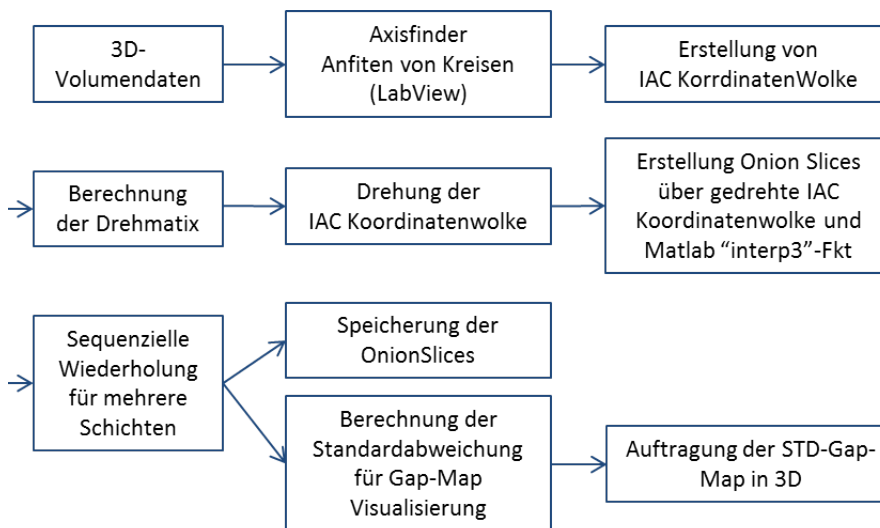 3D-
Volumendaten
Axisfinder
Anfiten von Kreisen
(LabView)
Erstellung von
IAC KorrdinatenWolke
Berechnung
der Drehmatix
Drehung der
IAC Koordinatenwolke
Erstellung Onion Slices
über gedrehte IAC
Koordinatenwolke und
Matlab “interp3”-Fkt
Sequenzielle
Wiederholung
für mehrere
Schichten
Speicherung der
OnionSlices
Berechnung der
Standardabweichung
für Gap-Map
Visualisierung
Auftragung der STD-Gap-
Map in 3D